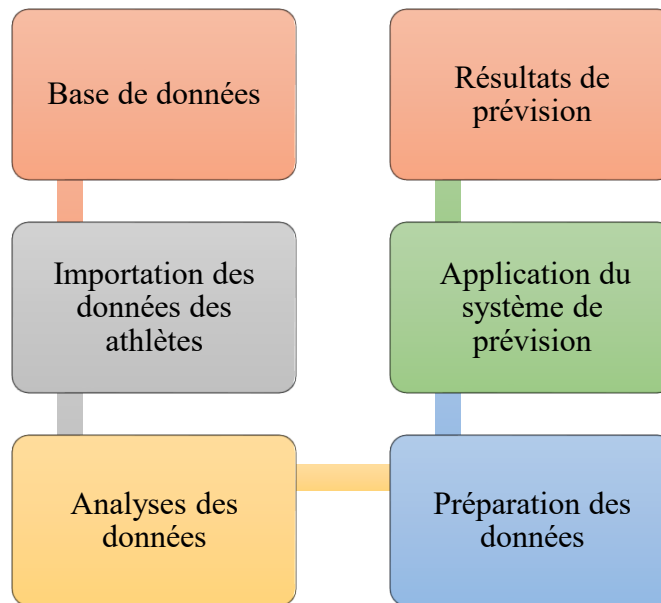 Base de données
Importation des
données des
athlètes
Analyses des
données
Préparation des
données
Application du
système de
prévision
Résultats de
prévision